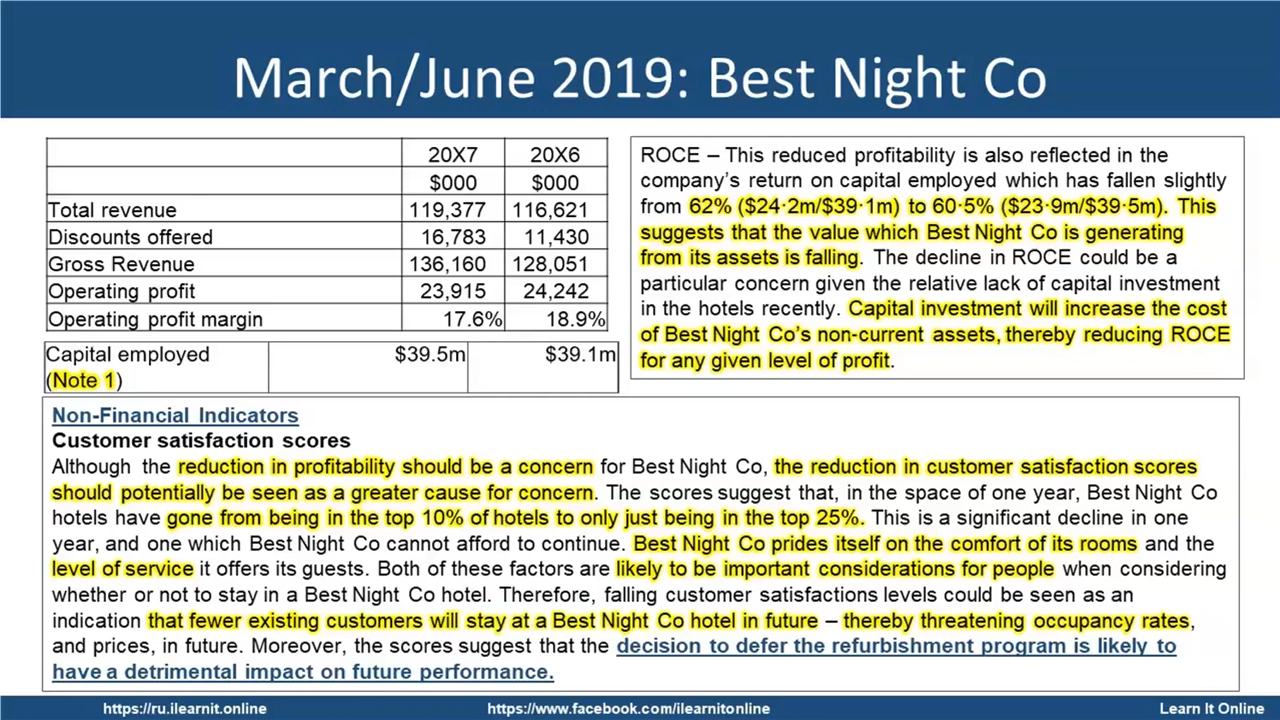 March/June 2019: Best Night Co
20X7 20X6
$000 $000
Total revenue 119,377 116,621
Discounts offered 16,783 11,430
Gross Revenue 136,160 128,051
Operating profit 23,915 24,242
Operating profit margin 17.6% 18.9%
Capital employed $39.5m $39.1m
(Note 1)
ROCE – This reduced profitability is also reflected in the
company's return on capital employed which has fallen slightly
from 62% ($24·2m/$39·1m) to 60·5% ($23·9m/$39·5m). This
suggests that the value which Best Night Co is generating
from its assets is falling. The decline in ROCE could be a
particular concern given the relative lack of capital investment
in the hotels recently. Capital investment will increase the cost
of Best Night Co's non-current assets, thereby reducing ROCE
for any given level of profit.
Non-Financial Indicators
Customer satisfaction scores
Although the reduction in profitability should be a concern for Best Night Co, the reduction in customer satisfaction scores
should potentially be seen as a greater cause for concern. The scores suggest that, in the space of one year, Best Night Co
hotels have gone from being in the top 10% of hotels to only just being in the top 25%. This is a significant decline in one
year, and one which Best Night Co cannot afford to continue. Best Night Co prides itself on the comfort of its rooms and the
level of service it offers its guests. Both of these factors are likely to be important considerations for people when considering
whether or not to stay in a Best Night Co hotel. Therefore, falling customer satisfactions levels could be seen as an
indication that fewer existing customers will stay at a Best Night Co hotel in future – thereby threatening occupancy rates,
and prices, in future. Moreover, the scores suggest that the decision to defer the refurbishment program is likely to
have a detrimental impact on future performance.
https://ru.ilearnit.online https://www.facebook.com/ilearnitonline Learn It Online